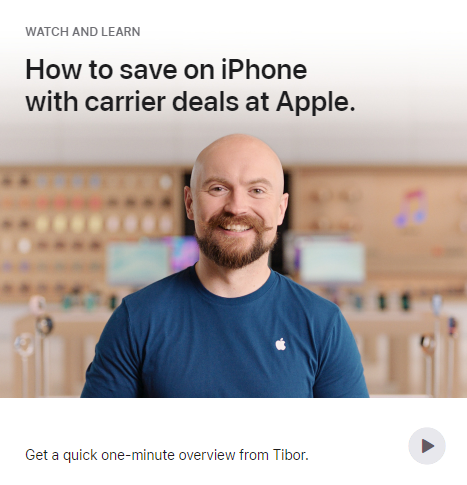 WATCH AND LEARN
How to save on iPhone
with carrier deals at Apple.
Get a quick one-minute overview from Tibor.